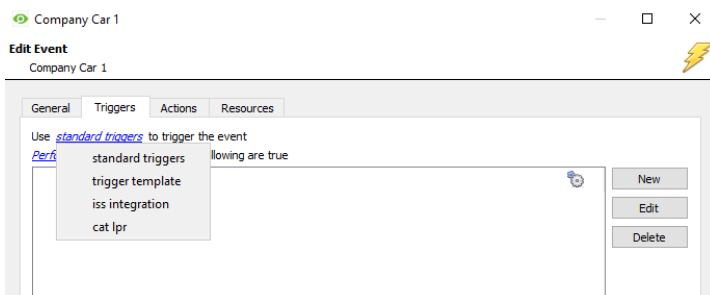 Company Car 1
Edit Event
Company Car 1
General Triggers Actions Resources
Use standard triggers to trigger the event
standard triggers
llowing are true
trigger template
iss integration
cat lpr
New
Edit
Delete